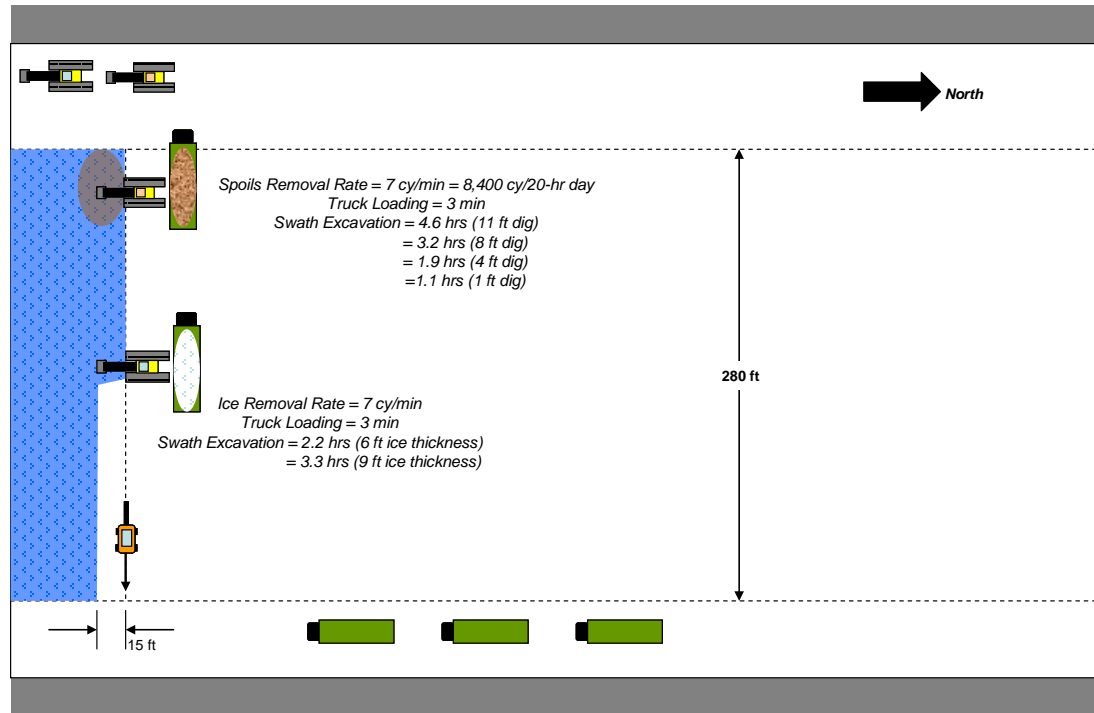 North
Spoils Removal Rate = 7 cy/min = 8,400 cy/20-hr day
Truck Loading = 3 min
Swath Excavation = 4.6 hrs (11 ft dig)
= 3.2 hrs (8 ft dig)
= 1.9 hrs (4 ft dig)
=1.1 hrs (1 ft dig)
280 ft
Ice Removal Rate = 7 cy/min
Truck Loading = 3 min
Swath Excavation = 2.2 hrs (6 ft ice thickness)
= 3.3 hrs (9 ft ice thickness)
15 ft